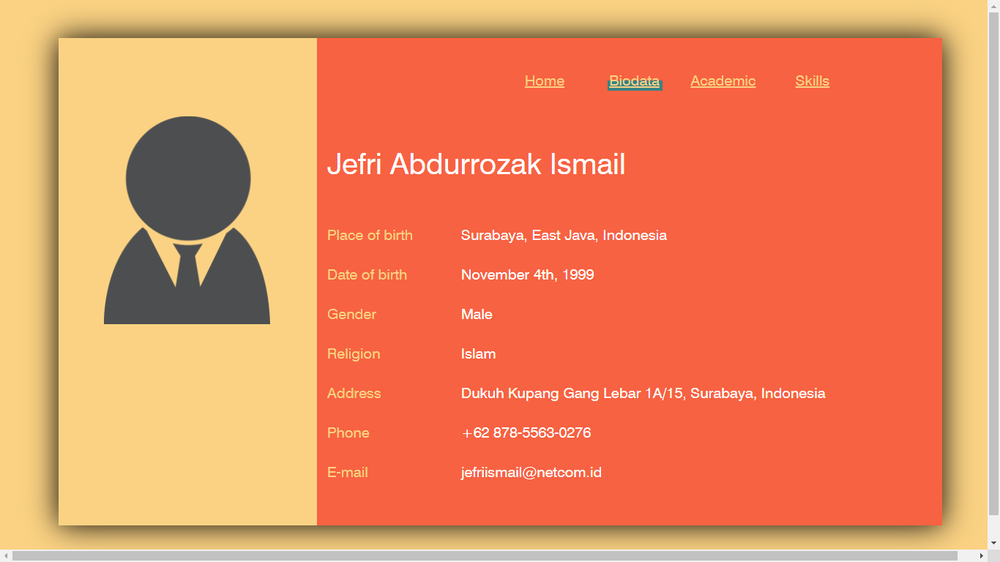 Home Biodata Academic Skills
Jefri Abdurrozak Ismail
Place of birth Surabaya, East Java, Indonesia
Date of birth November 4th, 1999
Gender Male
Religion Islam
Address Dukuh Kupang Gang Lebar 1A/15, Surabaya, Indonesia
Phone +62 878-5563-0276
E-mail jefriismail@netcom.id